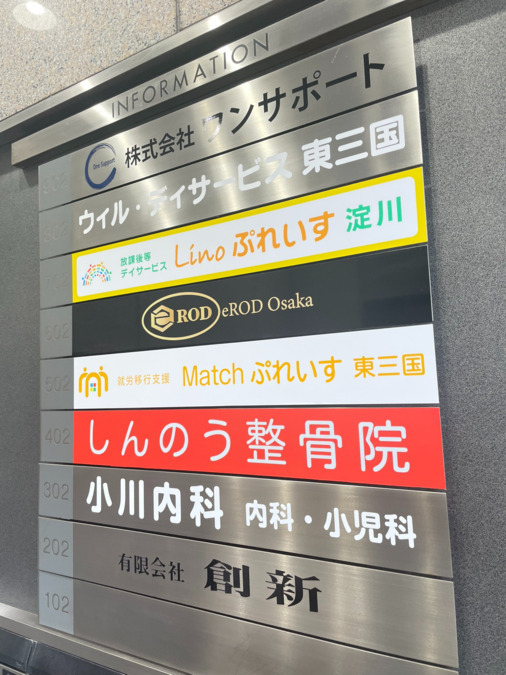 INFORMATION
One Support 株式会社 ワンサポート
ウィル・デイサービス 東三国
放課後等
デイサービス Lino ぷれいす 淀川
602 eROD eROD Osaka
502 就労移行支援 Match ぷれいす 東三国
402 しんのう整骨院
302 小川内科 内科・小児科
202 有限会社 創新
102